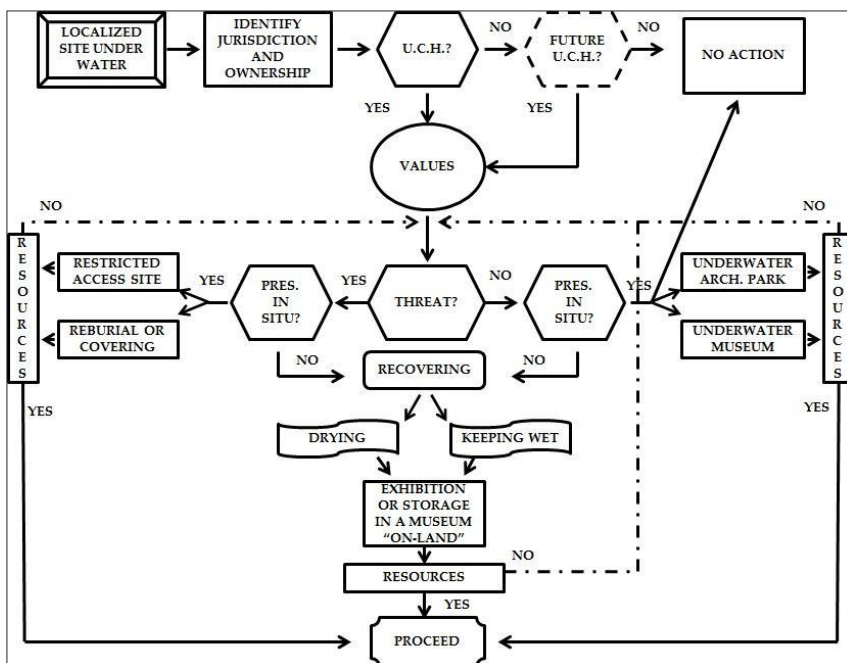 LOCALIZED
SITE UNDER
WATER
IDENTIFY
JURISDICTION
AND
OWNERSHIP
U.C.H.?
NO
FUTURE
U.C.H.?
NO
NO ACTION
YES
YES
VALUES
NO
NO
RESOURCES
RESTRICTED
ACCESS SITE
YES
PRES.
IN
SITU?
YES
THREAT?
NO
PRES.
IN
SITU?
YES
UNDERWATER
ARCH. PARK
RESOURCES
REBURIAL OR
COVERING
UNDERWATER
MUSEUM
NO
RECOVERING
NO
YES
YES
DRYING
KEEPING WET
EXHIBITION
OR STORAGE
IN A MUSEUM
“ON-LAND”
NO
RESOURCES
YES
PROCEED